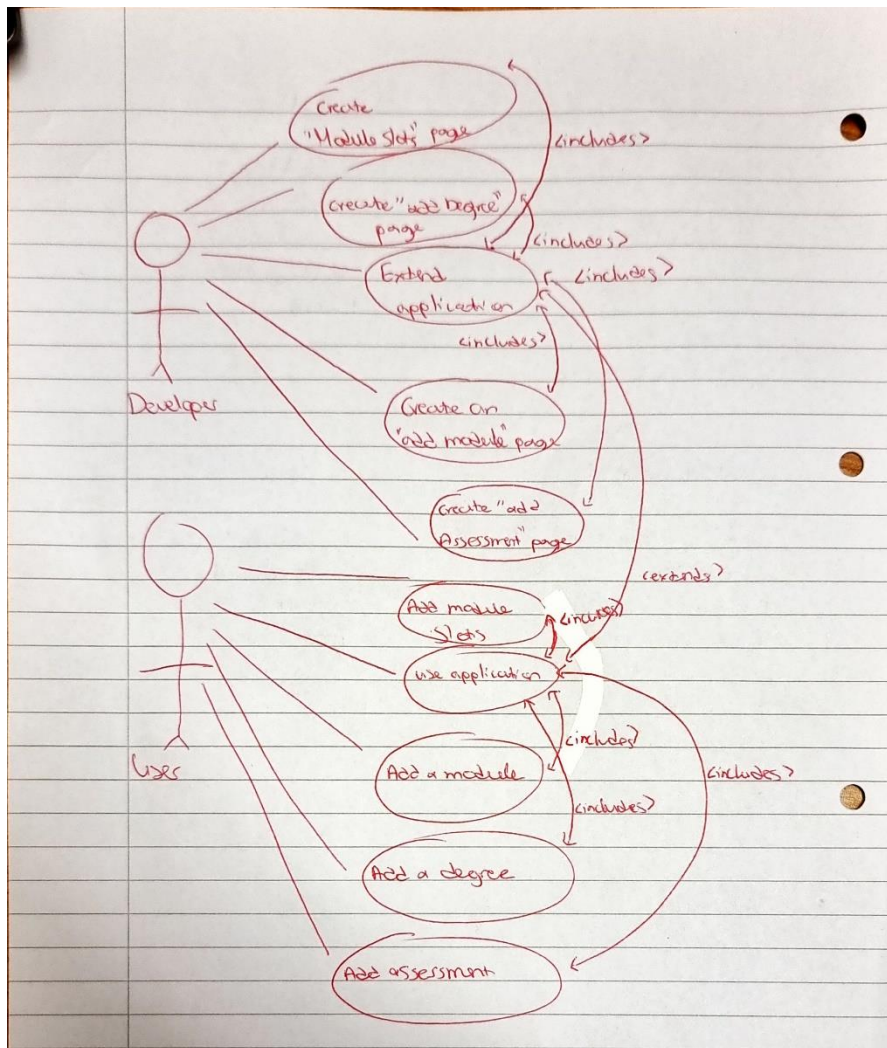 Create
"Module Slots" page
<includes>
Create "add Degree"
page
<includes>
Extend
application
<includes>
<includes>
Developer
Create an
"add module" page
Create "add
Assessment" page
<extends>
Add module
Slots
<includes>
use application
User
<includes>
Add a module
<includes>
<includes>
Add a degree
Add assessment